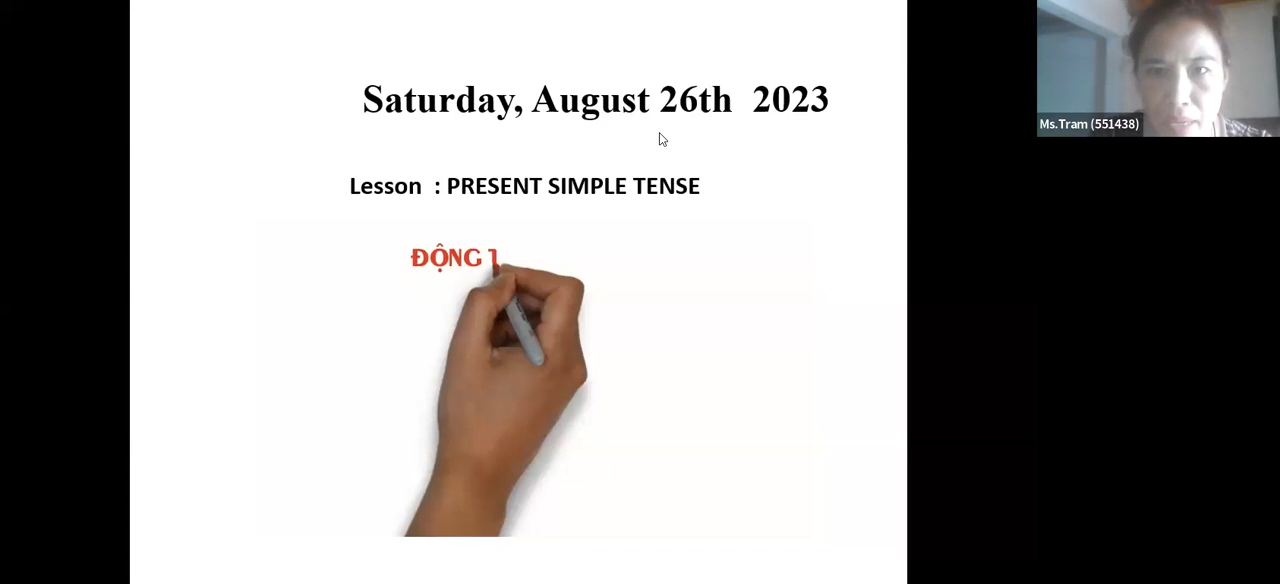 Saturday, August 26th 2023
Ms.Tram (551438)
Lesson : PRESENT SIMPLE TENSE
ĐỘNG